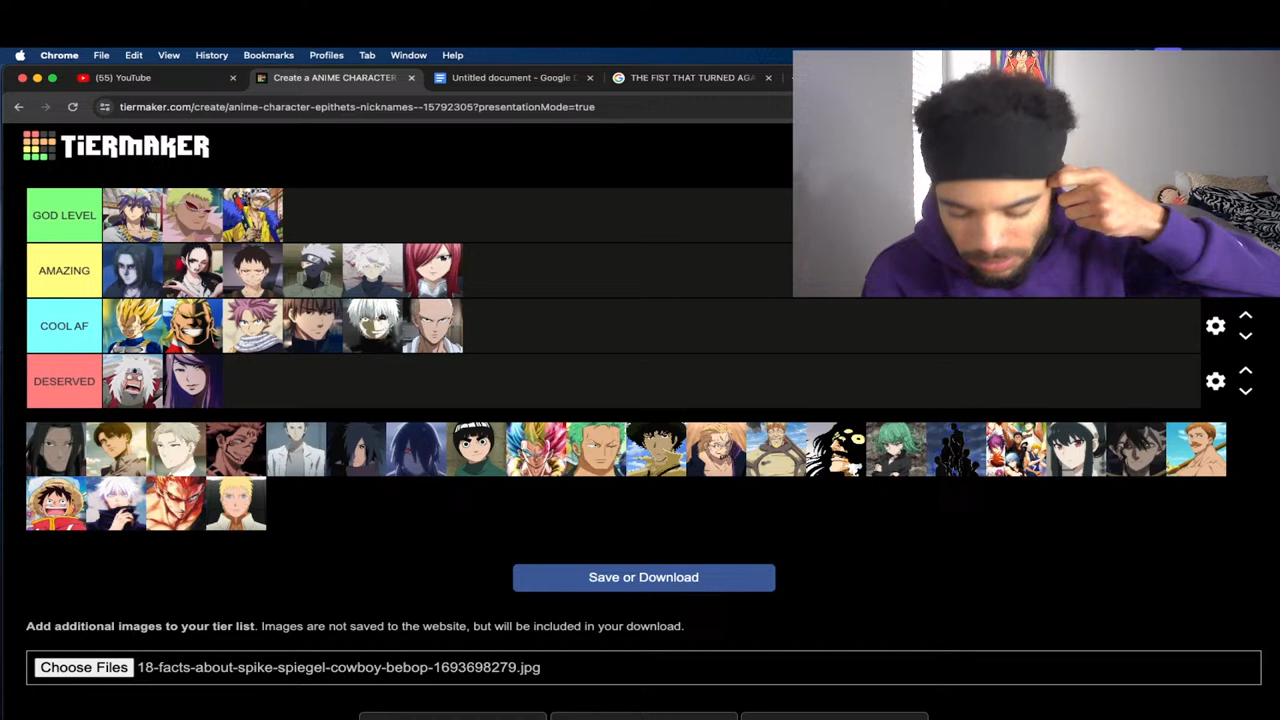 Chrome File Edit View History Bookmarks Profiles Tab Window Help
(55) YouTube
Create a ANIME CHARACTER
Untitled document - Google D
THE FIST THAT TURNED AGA
tiermaker.com/create/anime-character-epithets-nicknames--15792305?presentationMode=true
TiERMAKER
GOD LEVEL
AMAZING
COOL AF
DESERVED
Save or Download
Add additional images to your tier list. Images are not saved to the website, but will be included in your download.
Choose Files 18-facts-about-spike-spiegel-cowboy-bebop-1693698279.jpg